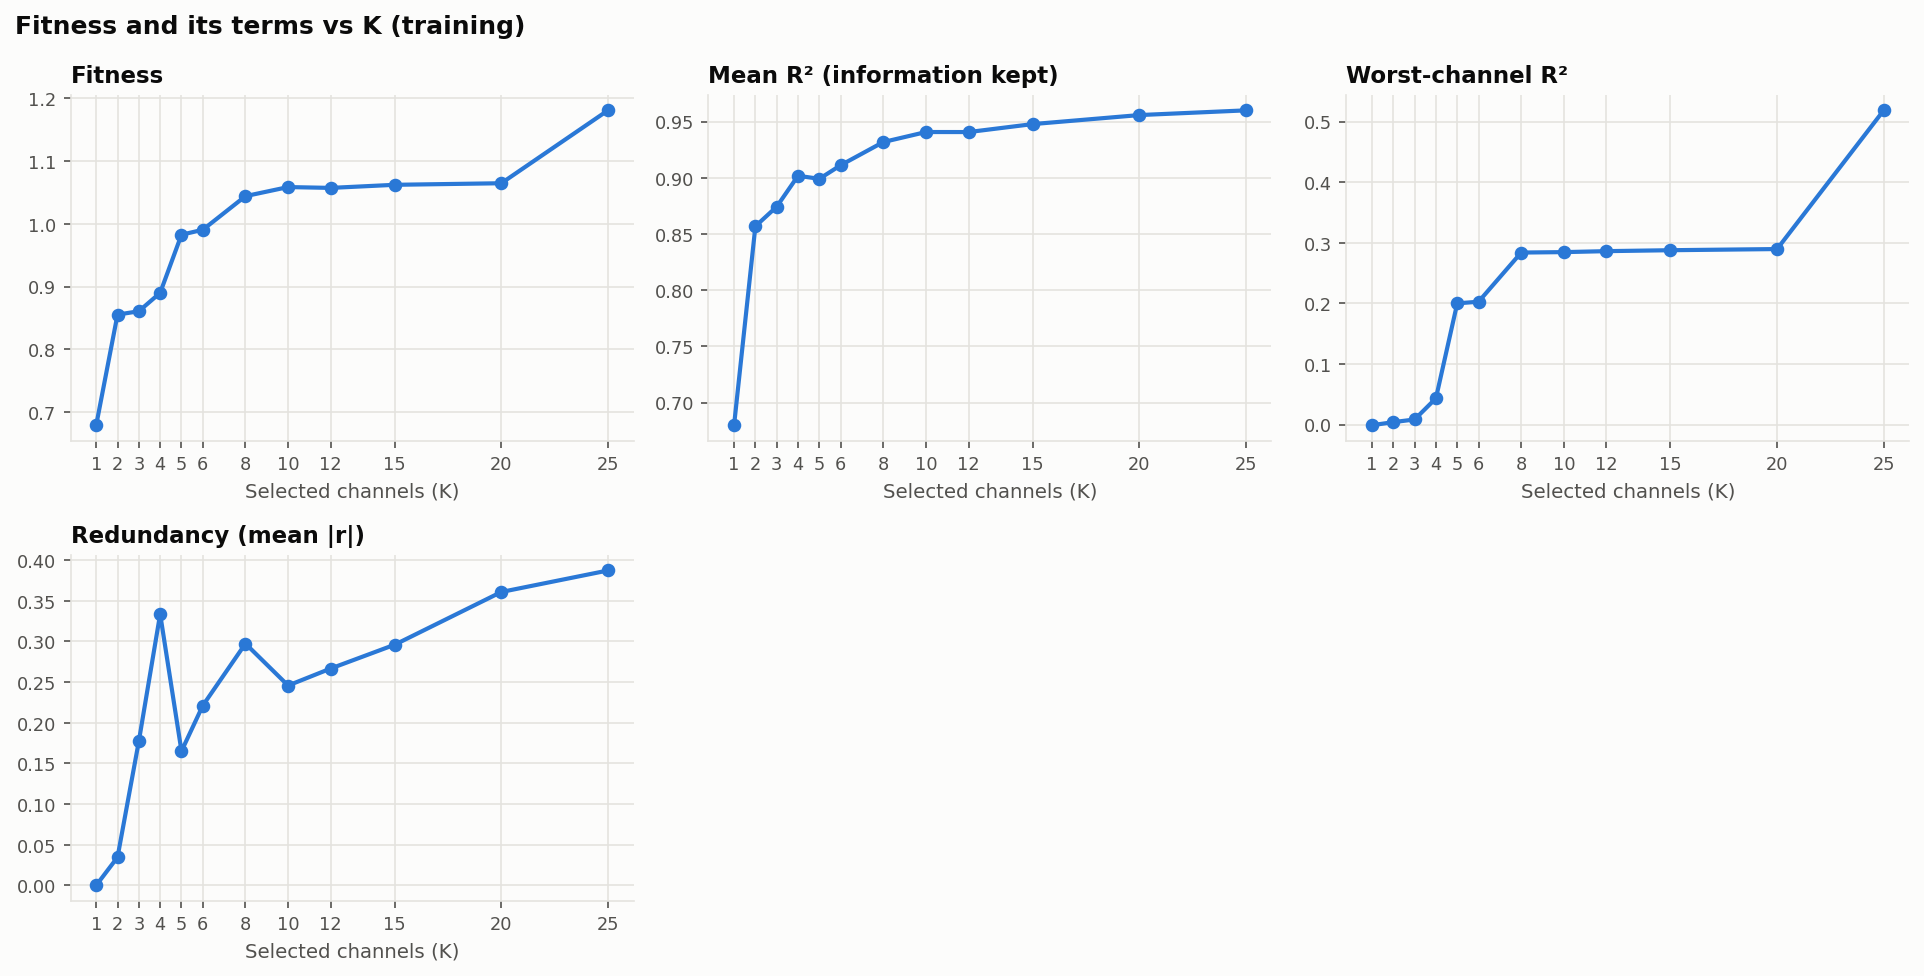 Fitness and its terms vs K (training)
Fitness
1.2
1.1
1.0
0.9
0.8
0.7
1 2 3 4 5 6 8 10 12 15 20 25
Selected channels (K)
Mean R² (information kept)
0.95
0.90
0.85
0.80
0.75
0.70
1 2 3 4 5 6 8 10 12 15 20 25
Selected channels (K)
Worst-channel R²
0.5
0.4
0.3
0.2
0.1
0.0
1 2 3 4 5 6 8 10 12 15 20 25
Selected channels (K)
Redundancy (mean |r|)
0.40
0.35
0.30
0.25
0.20
0.15
0.10
0.05
0.00
1 2 3 4 5 6 8 10 12 15 20 25
Selected channels (K)